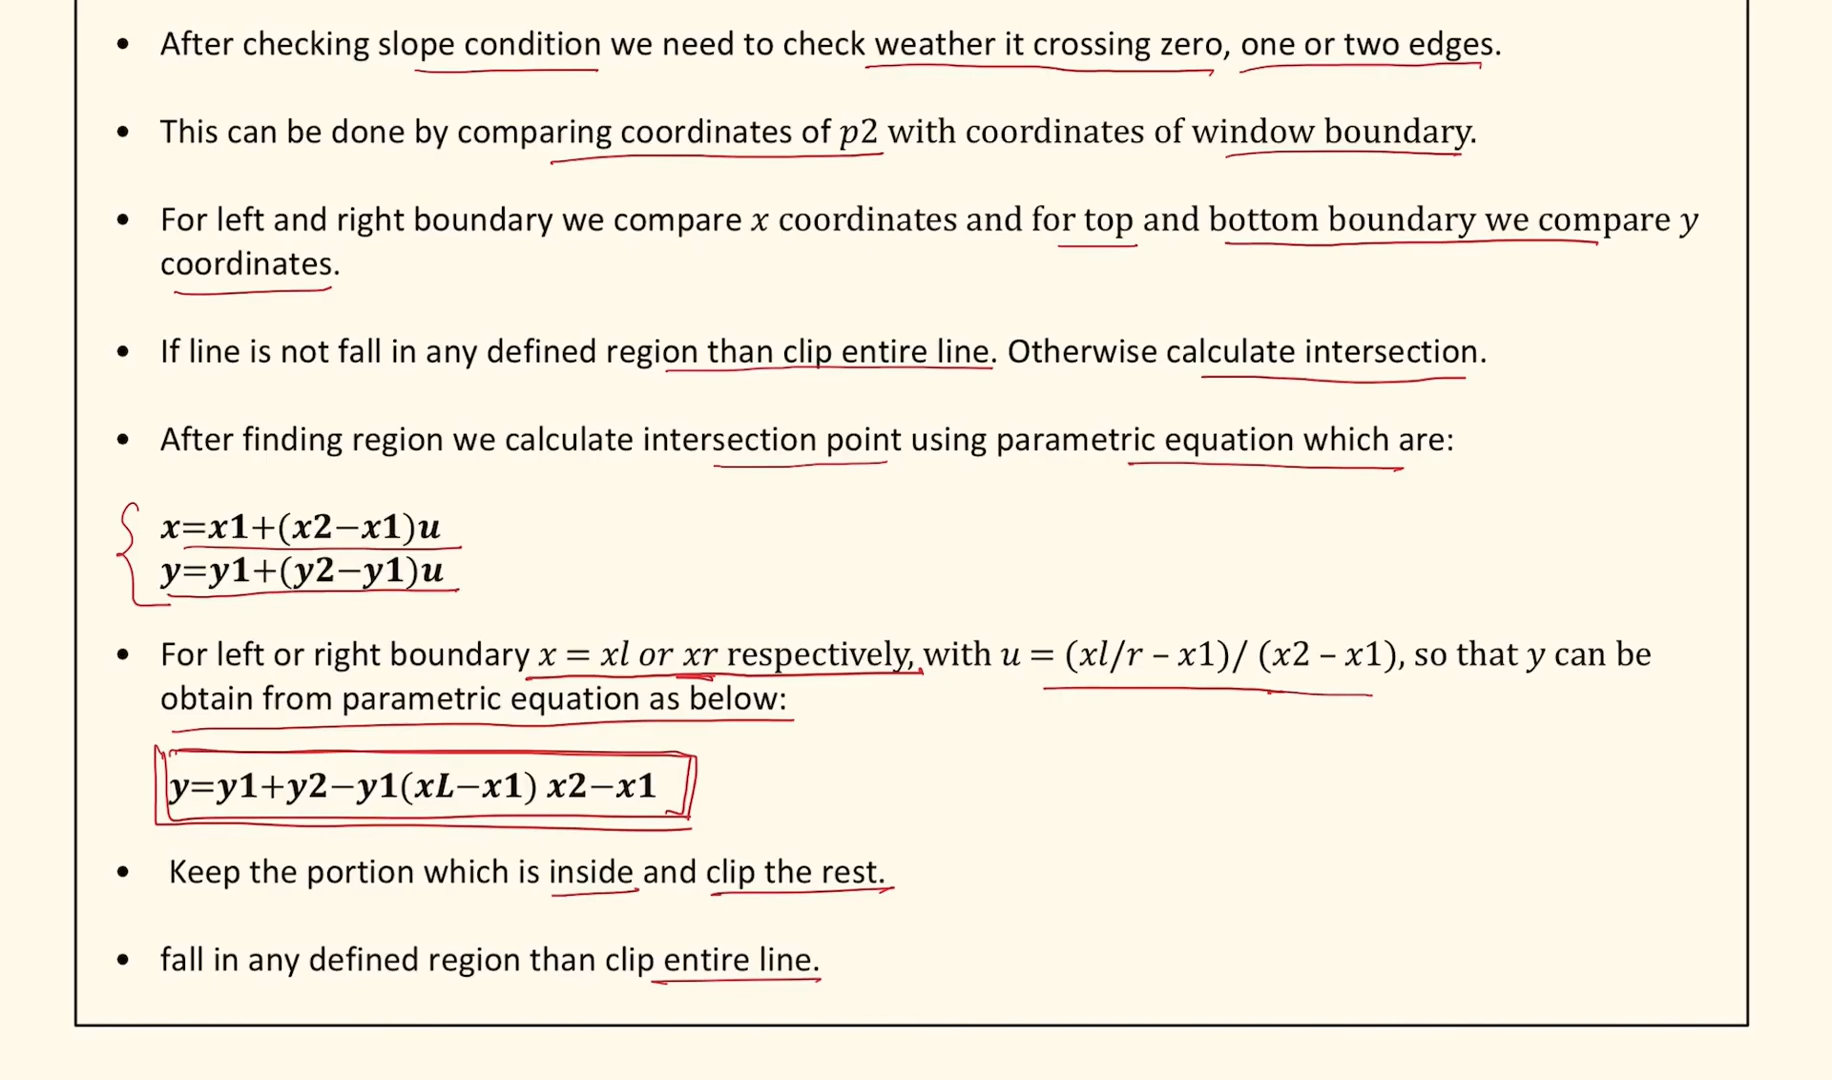 • After checking slope condition we need to check weather it crossing zero, one or two edges.
• This can be done by comparing coordinates of p2 with coordinates of window boundary.
• For left and right boundary we compare x coordinates and for top and bottom boundary we compare y
coordinates.
• If line is not fall in any defined region than clip entire line. Otherwise calculate intersection.
• After finding region we calculate intersection point using parametric equation which are:
x=x1+(x2−x1)u
y=y1+(y2−y1)u
• For left or right boundary x = xl or xr respectively, with u = (xl/r – x1)/ (x2 – x1), so that y can be
obtain from parametric equation as below:
y=y1+y2−y1(xL−x1) x2−x1
• Keep the portion which is inside and clip the rest.
• fall in any defined region than clip entire line.